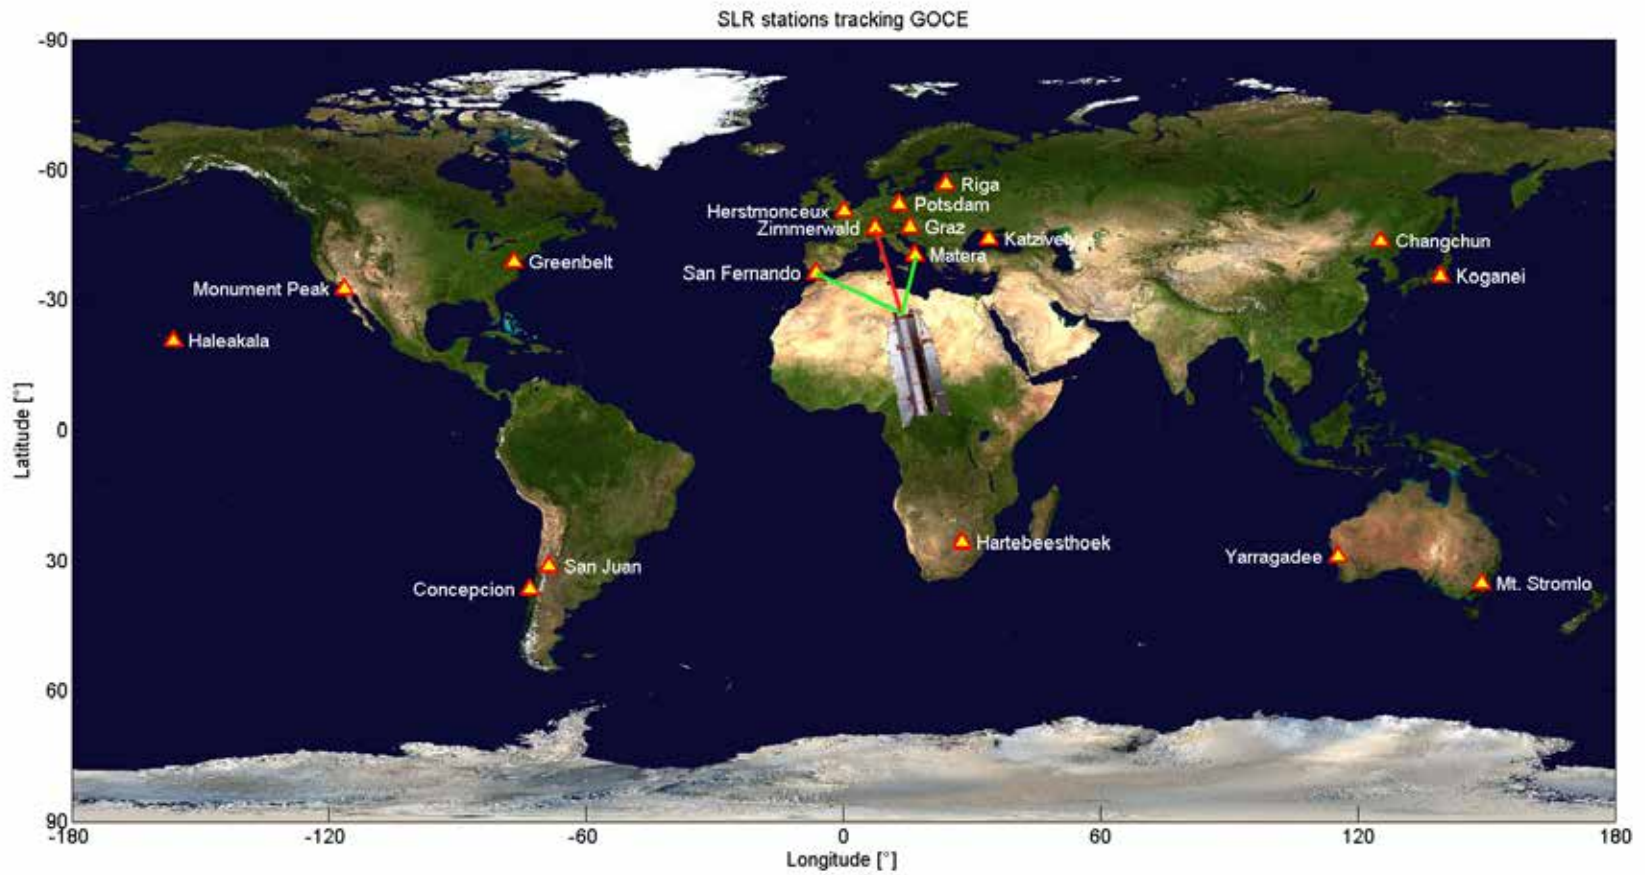 SLR stations tracking GOCE
-90
-60
Riga
Potsdam
Herstmonceux
Zimmerwald
Graz
Katzively
Changchun
Matera
Greenbelt
San Fernando
Koganei
Monument Peak
-30
Haleakala
Latitude [°]
0
Hartebeesthoek
Yarragadee
30
San Juan
Mt. Stromlo
Concepcion
60
90
-180
-120
-60
0
60
120
180
Longitude [°]